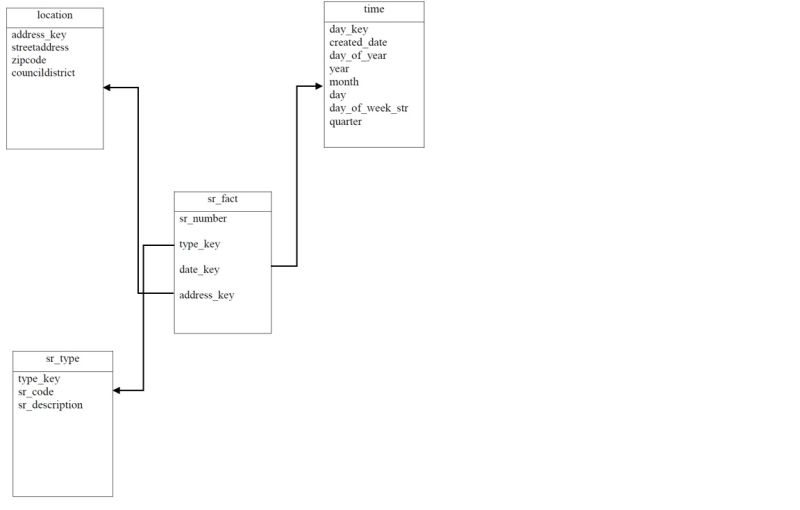 location
address_key
streetaddress
zipcode
councildistrict
time
day_key
created_date
day_of_year
year
month
day
day_of_week_str
quarter
sr_fact
sr_number
type_key
date_key
address_key
sr_type
type_key
sr_code
sr_description